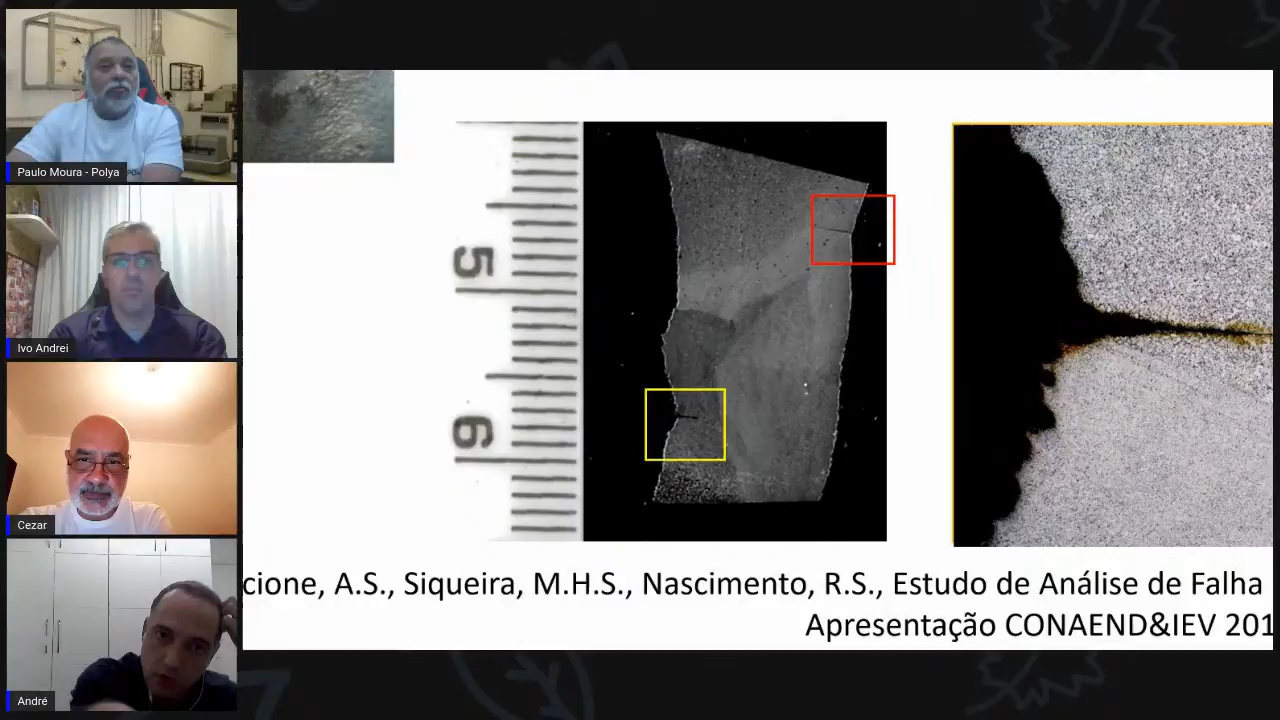 Paulo Moura - Polya
Ivo Andrei
Cezar
André
5
6
cione, A.S., Siqueira, M.H.S., Nascimento, R.S., Estudo de Análise de Falha
Apresentação CONAEND&IEV 201